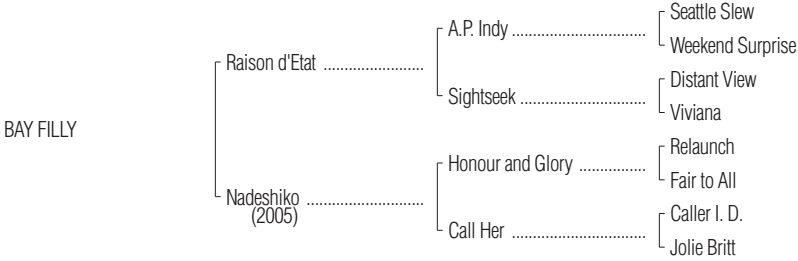 Seattle Slew
A.P. Indy ................................
Weekend Surprise
Raison d'Etat ........................
Distant View
Sightseek ..............................
Viviana
BAY FILLY
Relaunch
Honour and Glory ................
Fair to All
Nadeshiko ............................
(2005)
Caller I. D.
Call Her ................................
Jolie Britt